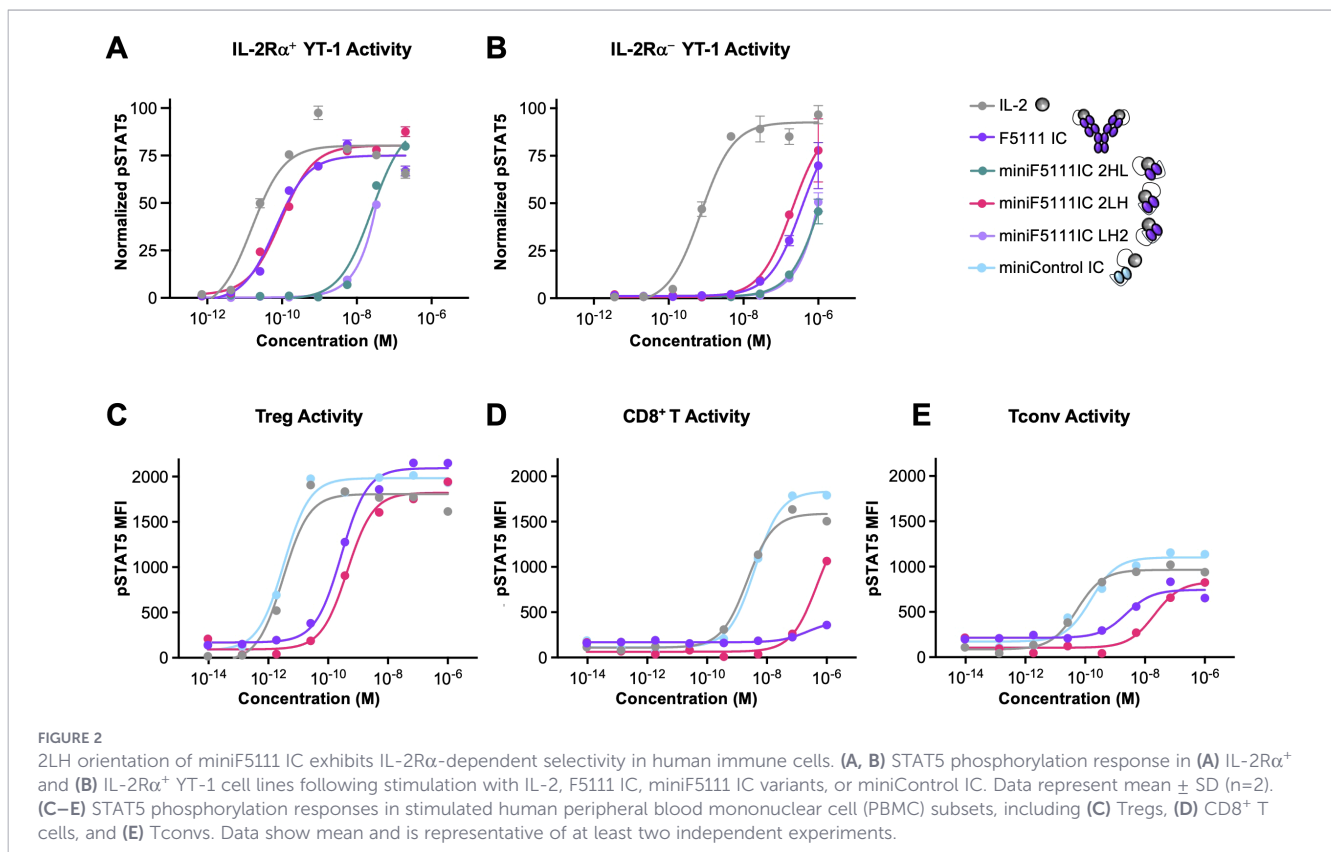 A
IL-2Rα⁺ YT-1 Activity
Normalized pSTAT5
100
75
50
25
0
10⁻¹² 10⁻¹⁰ 10⁻⁸ 10⁻⁶
Concentration (M)
B
IL-2Rα⁻ YT-1 Activity
Normalized pSTAT5
100
75
50
25
0
10⁻¹² 10⁻¹⁰ 10⁻⁸ 10⁻⁶
Concentration (M)
IL-2
F5111 IC
miniF5111IC 2HL
miniF5111IC 2LH
miniF5111IC LH2
miniControl IC
C
Treg Activity
pSTAT5 MFI
2000
1500
1000
500
0
10⁻¹⁴ 10⁻¹² 10⁻¹⁰ 10⁻⁸ 10⁻⁶
Concentration (M)
D
CD8⁺ T Activity
pSTAT5 MFI
2000
1500
1000
500
0
10⁻¹⁴ 10⁻¹² 10⁻¹⁰ 10⁻⁸ 10⁻⁶
Concentration (M)
E
Tconv Activity
pSTAT5 MFI
2000
1500
1000
500
0
10⁻¹⁴ 10⁻¹² 10⁻¹⁰ 10⁻⁸ 10⁻⁶
Concentration (M)
FIGURE 2
2LH orientation of miniF5111 IC exhibits IL-2Rα-dependent selectivity in human immune cells. (A, B) STAT5 phosphorylation response in (A) IL-2Rα⁺
and (B) IL-2Rα⁺ YT-1 cell lines following stimulation with IL-2, F5111 IC, miniF5111 IC variants, or miniControl IC. Data represent mean ± SD (n=2).
(C–E) STAT5 phosphorylation responses in stimulated human peripheral blood mononuclear cell (PBMC) subsets, including (C) Tregs, (D) CD8⁺ T
cells, and (E) Tconvs. Data show mean and is representative of at least two independent experiments.